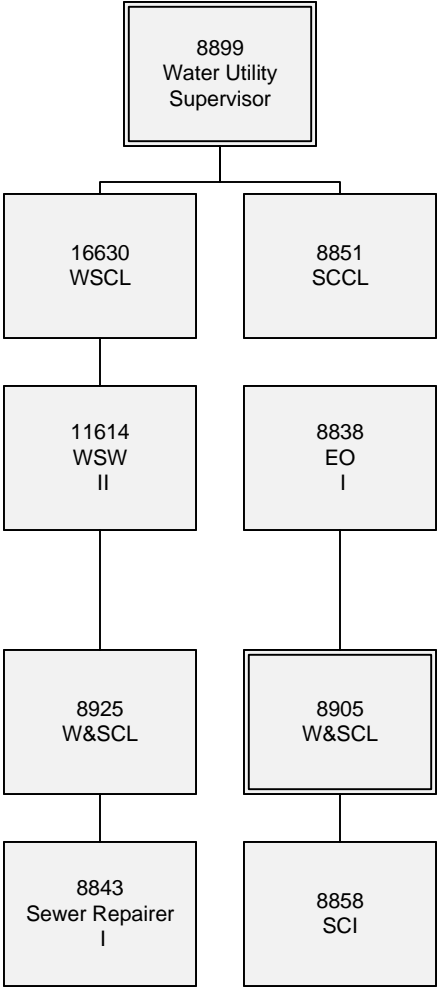 8899
Water Utility
Supervisor
16630
WSCL
8851
SCCL
11614
WSW
II
8838
EO
I
8925
W&SCL
8905
W&SCL
8843
Sewer Repairer
I
8858
SCI